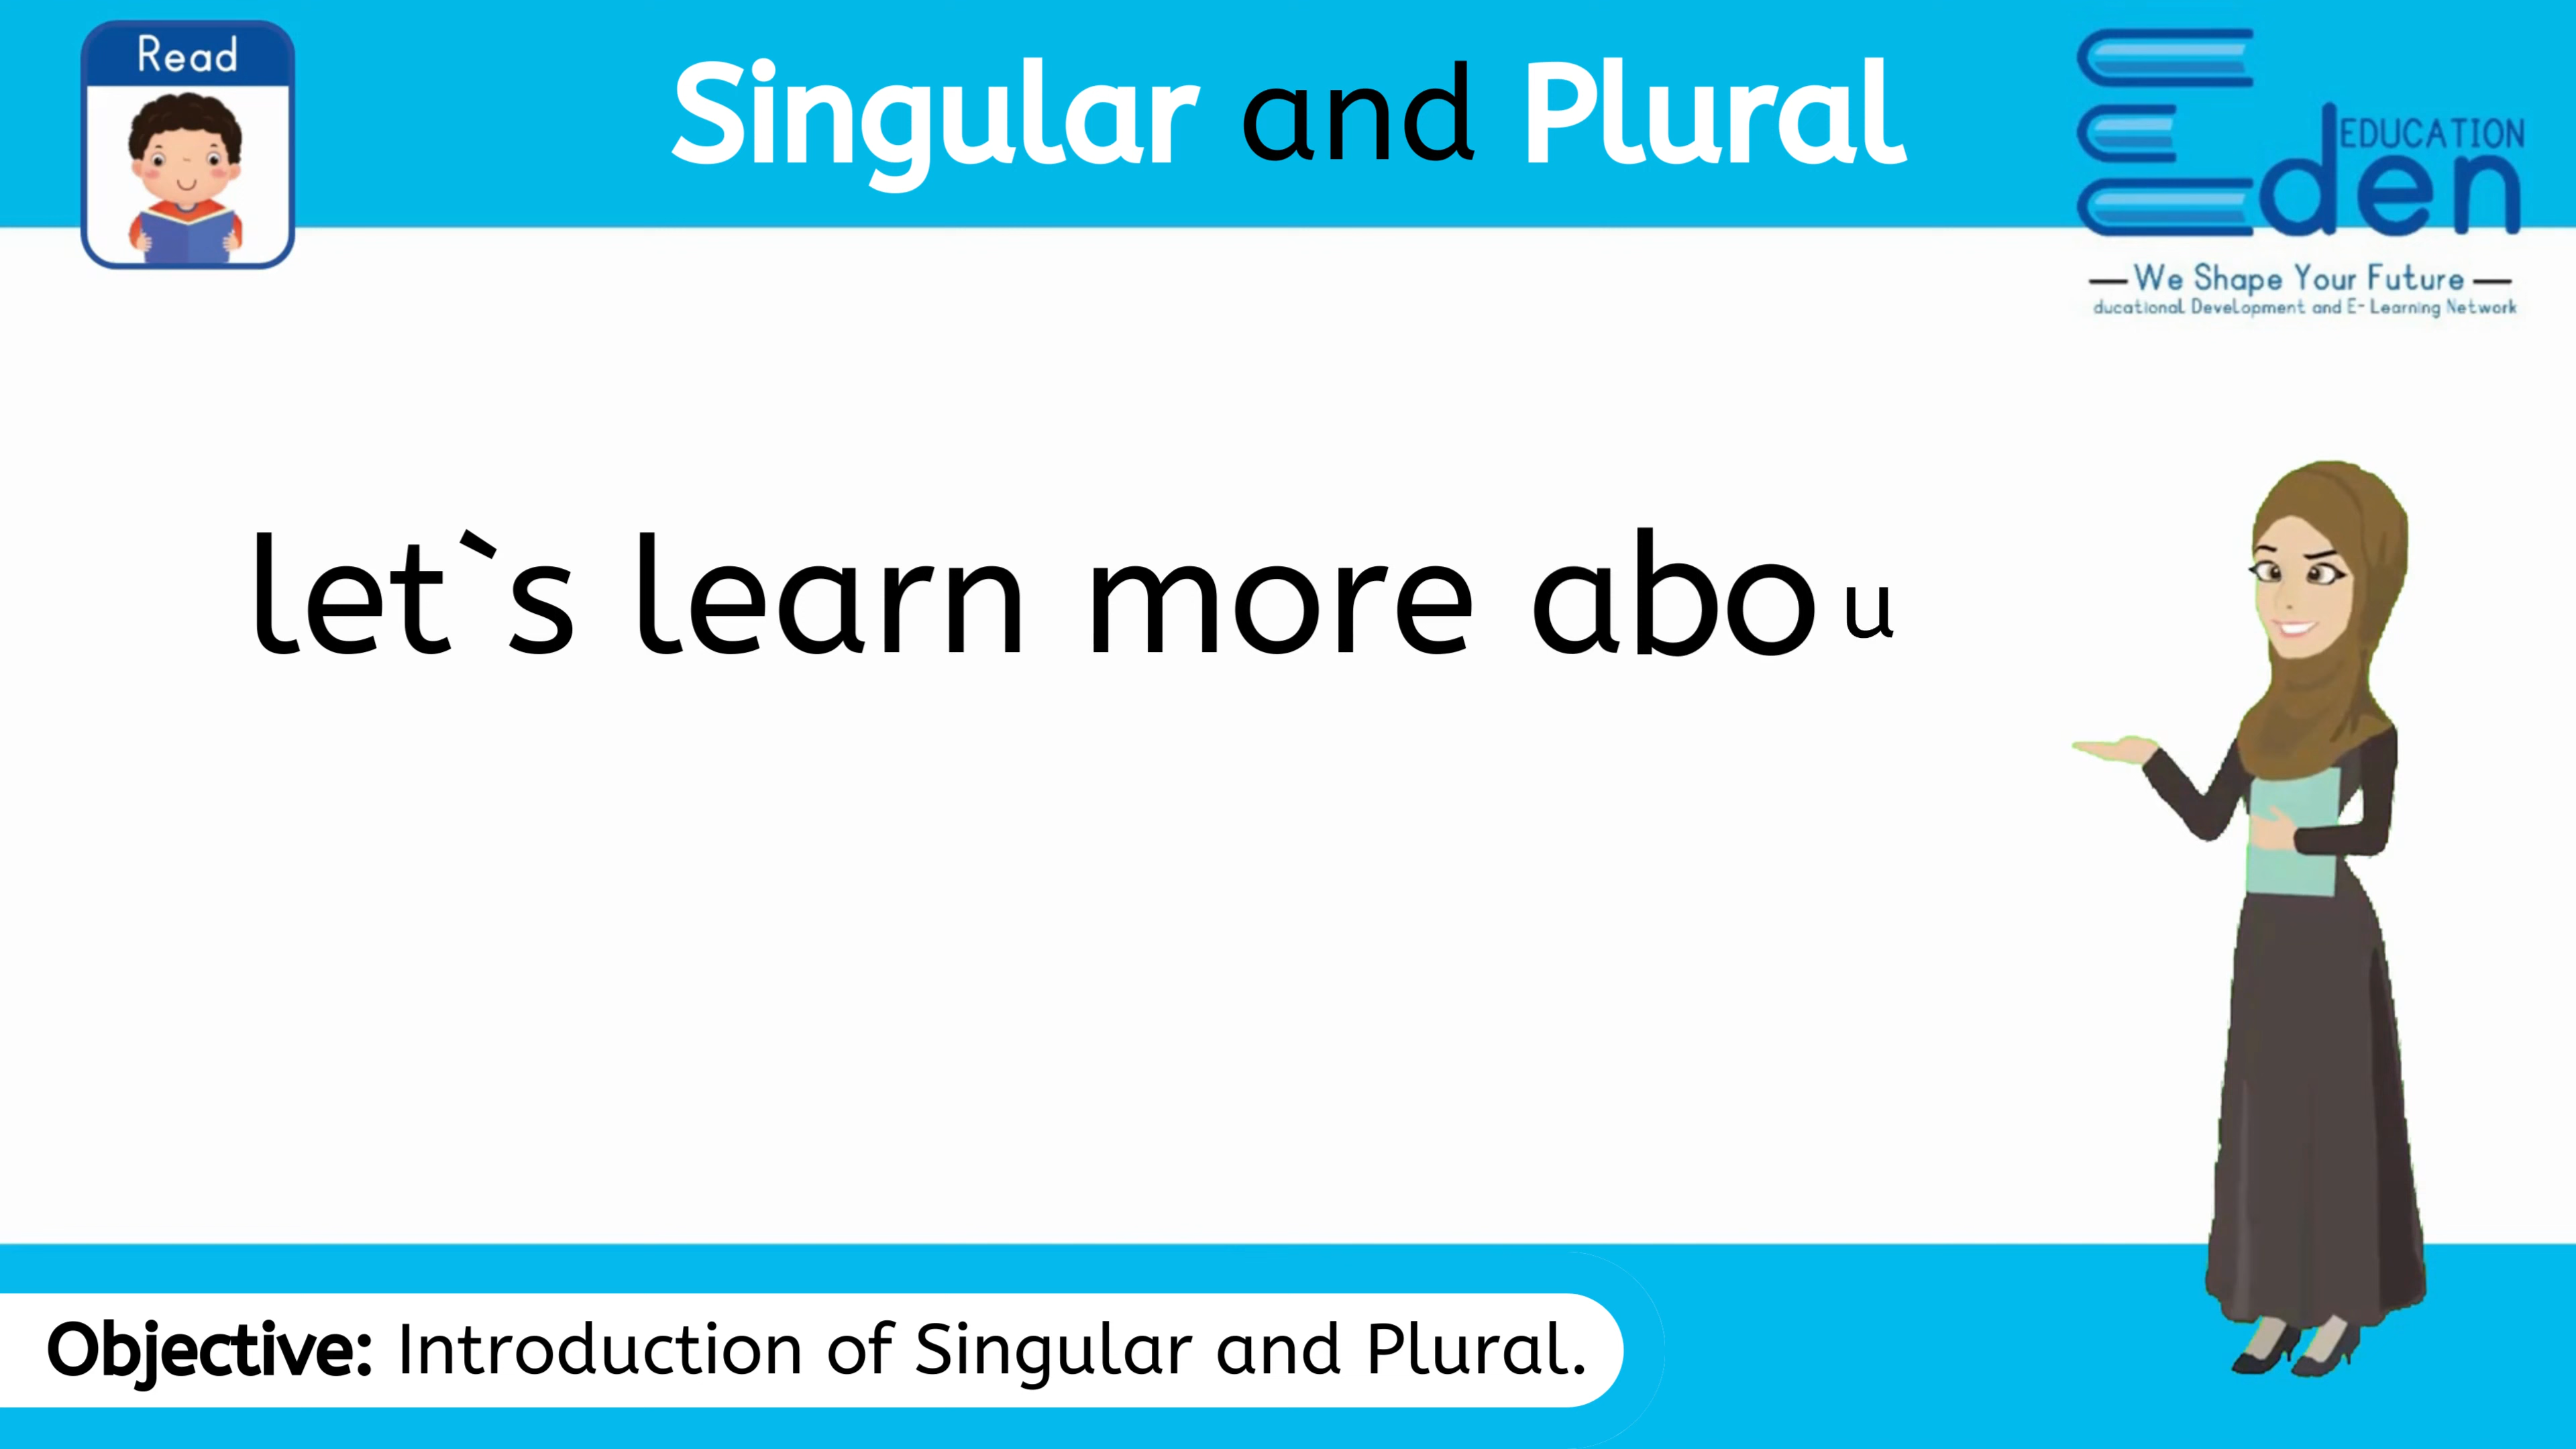 Read
Singular and Plural
EDUCATION
Eden
We Shape Your Future
ducational Development and E-Learning Network
let`s learn more abou
Objective: Introduction of Singular and Plural.